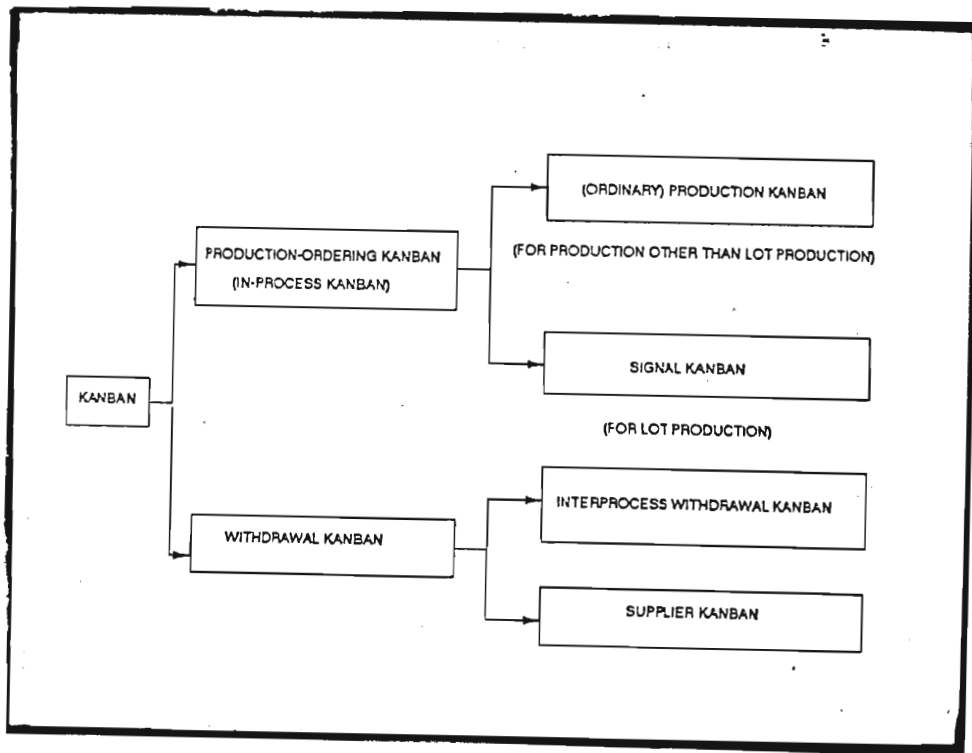 (ORDINARY) PRODUCTION KANBAN
(FOR PRODUCTION OTHER THAN LOT PRODUCTION)
PRODUCTION-ORDERING KANBAN
(IN-PROCESS KANBAN)
SIGNAL KANBAN
(FOR LOT PRODUCTION)
KANBAN
INTERPROCESS WITHDRAWAL KANBAN
WITHDRAWAL KANBAN
SUPPLIER KANBAN